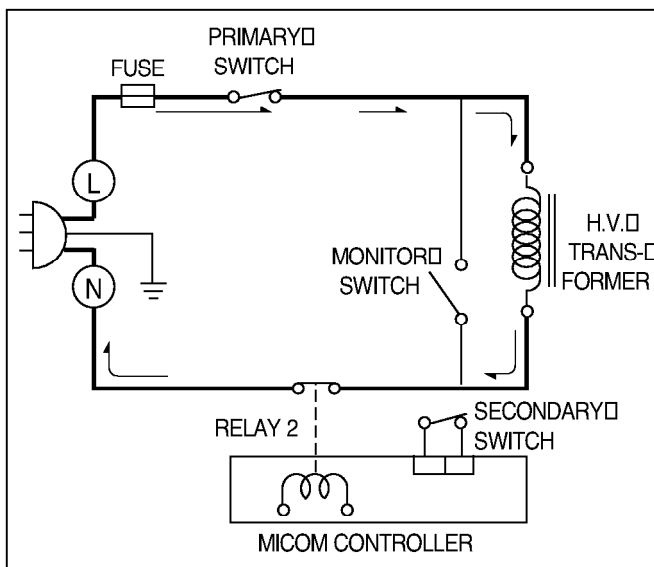 PRIMARY□
SWITCH
FUSE
L
H.V.□
TRANS-□
FORMER
MONITOR□
SWITCH
N
SECONDARY□
SWITCH
RELAY 2
MICOM CONTROLLER